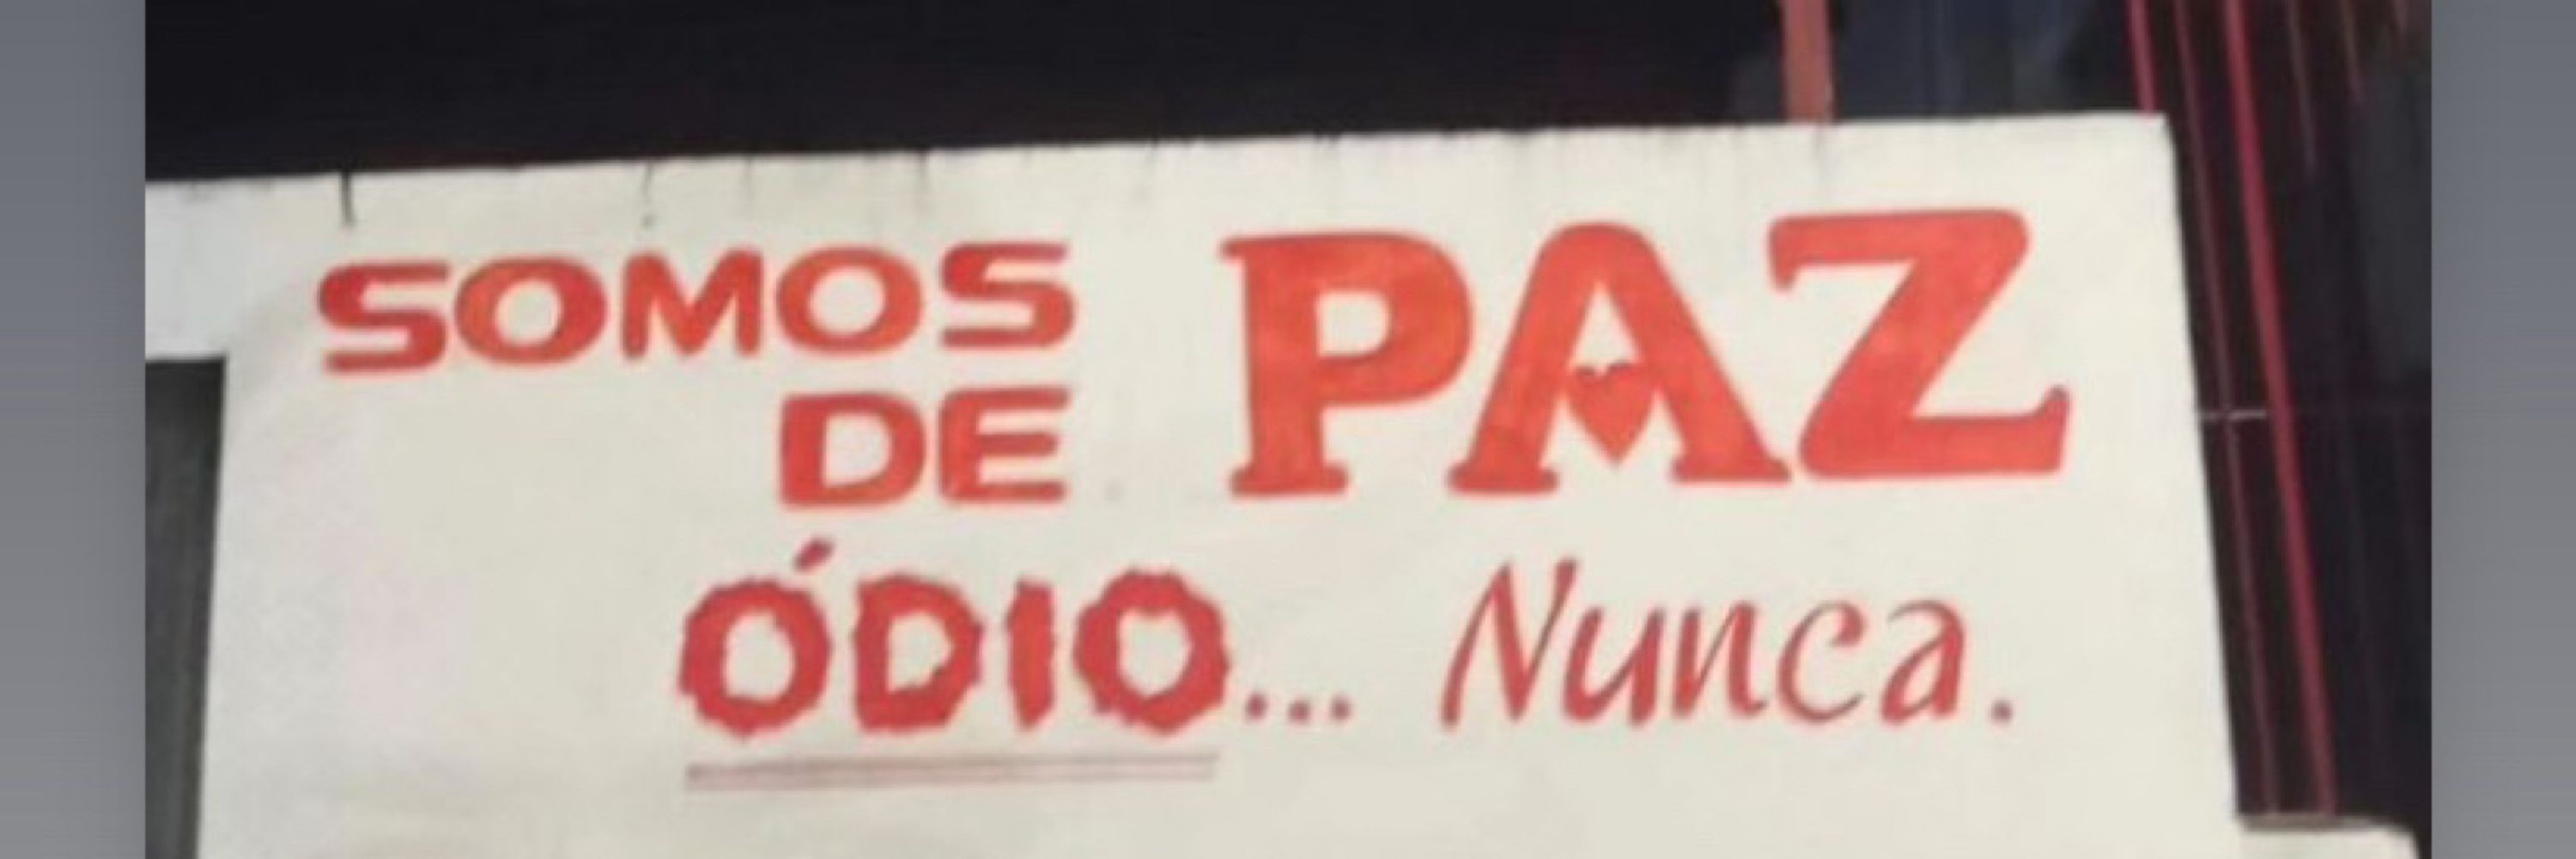 SOMOS
DE PAZ
ÓDIO... Nunca.